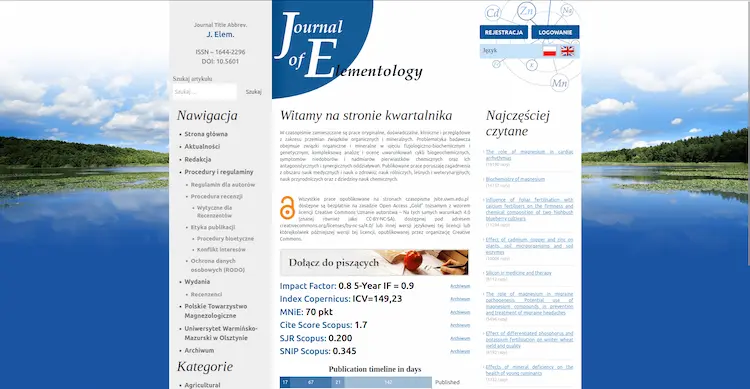 Journal Title Abbrev.
J. Elem.
ISSN – 1644-2296
DOI: 10.5601
Szukaj artykułu
Szukaj
Nawigacja
Strona główna
Aktualności
Redakcja
Procedury i regulaminy
Regulamin dla autorów
Procedura recenzji
Wytyczne dla
Recenzentów
Etyka publikacji
Procedury bioetyczne
Konflikt interesów
Ochrona danych
osobowych (RODO)
Wydania
Recenzenci
Polskie Towarzystwo
Magnezologiczne
Uniwersytet Warmińsko-
Mazurski w Olsztynie
Archiwum
Kategorie
Agricultural
Journal
of Elementology
Witamy na stronie kwartalnika
W czasopiśmie zamieszczane są prace oryginalne, doświadczalne, kliniczne i przeglądowe
z zakresu przemian związków organicznych i mineralnych. Problematyka badawcza
obejmuje związki organiczne i mineralne w ujęciu fizjologiczno-biochemicznym i
genetycznym, kompleksową analizę i ocenę uwarunkowań cykli biogeochemicznych,
symptomów niedoborów i nadmiarów pierwiastków chemicznych oraz ich
antagonistycznych i synergicznych oddziaływań. Publikowane prace poruszają zagadnienia
z obszaru nauk medycznych i nauk o zdrowiu, nauk rolniczych, leśnych i weterynaryjnych,
nauk przyrodniczych oraz z dziedziny nauk chemicznych.
Wszystkie prace opublikowane na stronach czasopisma jsite.uwm.edu.pl
dostępne są bezpłatnie na zasadzie Open Access „Gold" (tożsamym z wzorem
licencji Creative Commons Uznanie autorstwa – Na tych samych warunkach 4.0
(znanej również jako CC-BY-NC-SA), dostępnej pod adresem
creativecommons.org/licenses/by-nc-sa/4.0/ lub innej wersji językowej tej licencji lub
którejkolwiek późniejszej wersji tej licencji, opublikowanej przez organizację Creative
Commons.
Dołącz do piszących
Impact Factor: 0.8 5-Year IF = 0.9 Archiwum
Index Copernicus: ICV=149,23 Archiwum
MNiE: 70 pkt Archiwum
Cite Score Scopus: 1.7 Archiwum
SJR Scopus: 0.200 Archiwum
SNIP Scopus: 0.345 Archiwum
Publication timeline in days
17 67 21 Published
Cd Zn Na
REJESTRACJA LOGOWANIE
Język
Mn
Najczęściej
czytane
The role of magnesium in cardiac
arrhythmias
Biochemistry of magnesium
Influence of foliar fertilisation with
calcium fertilisers on the firmness and
chemical composition of two highbush
blueberry cultivars
Effect of cadmium, copper and zinc on
plants, soil microorganisms and soil
enzymes
Silicon in medicine and therapy
The role of magnesium in migraine
pathogenesis. Potential use of
magnesium compounds in prevention
and treatment of migraine headaches
Effects of differentiated phosphorus and
potassium fertilisation on winter wheat
yield and quality
Effects of mineral deficiency on the
health of young ruminants